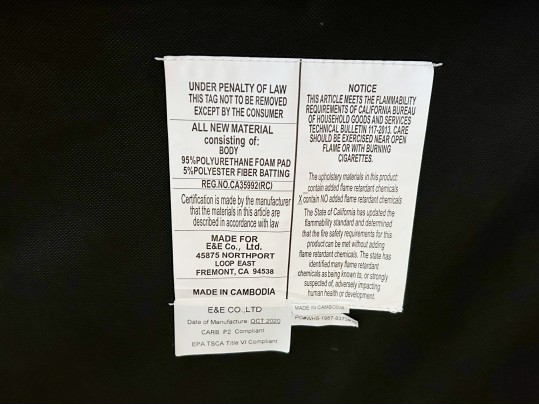 UNDER PENALTY OF LAW
THIS TAG NOT TO BE REMOVED
EXCEPT BY THE CONSUMER
ALL NEW MATERIAL
consisting of:
BODY
95%POLYURETHANE FOAM PAD
5%POLYESTER FIBER BATTING
REG.NO.CA35992(RC)
Certification is made by the manufacturer
that the materials in this article are
described in accordance with law
MADE FOR
E&E Co., Ltd.
45875 NORTHPORT
LOOP EAST
FREMONT, CA 94538
MADE IN CAMBODIA
E&E CO.,LTD
Date of Manufacture: OCT 2020
CARB P2 Compliant
EPA TSCA Title VI Compliant
NOTICE
THIS ARTICLE MEETS THE FLAMMABILITY
REQUIREMENTS OF CALIFORNIA BUREAU
OF HOUSEHOLD GOODS AND SERVICES
TECHNICAL BULLETIN 117-2013. CARE
SHOULD BE EXERCISED NEAR OPEN
FLAME OR WITH BURNING
CIGARETTES.
The upholstery materials in this product:
_contain added flame retardant chemicals
X contain NO added flame retardant chemicals
The State of California has updated the
flammability standard and determined
that the fire safety requirements for this
product can be met without adding
flame retardant chemicals. The state has
identified many flame retardant
chemicals as being known to, or strongly
suspected of, adversely impacting
human health or development.
MADE IN CAMBODIA